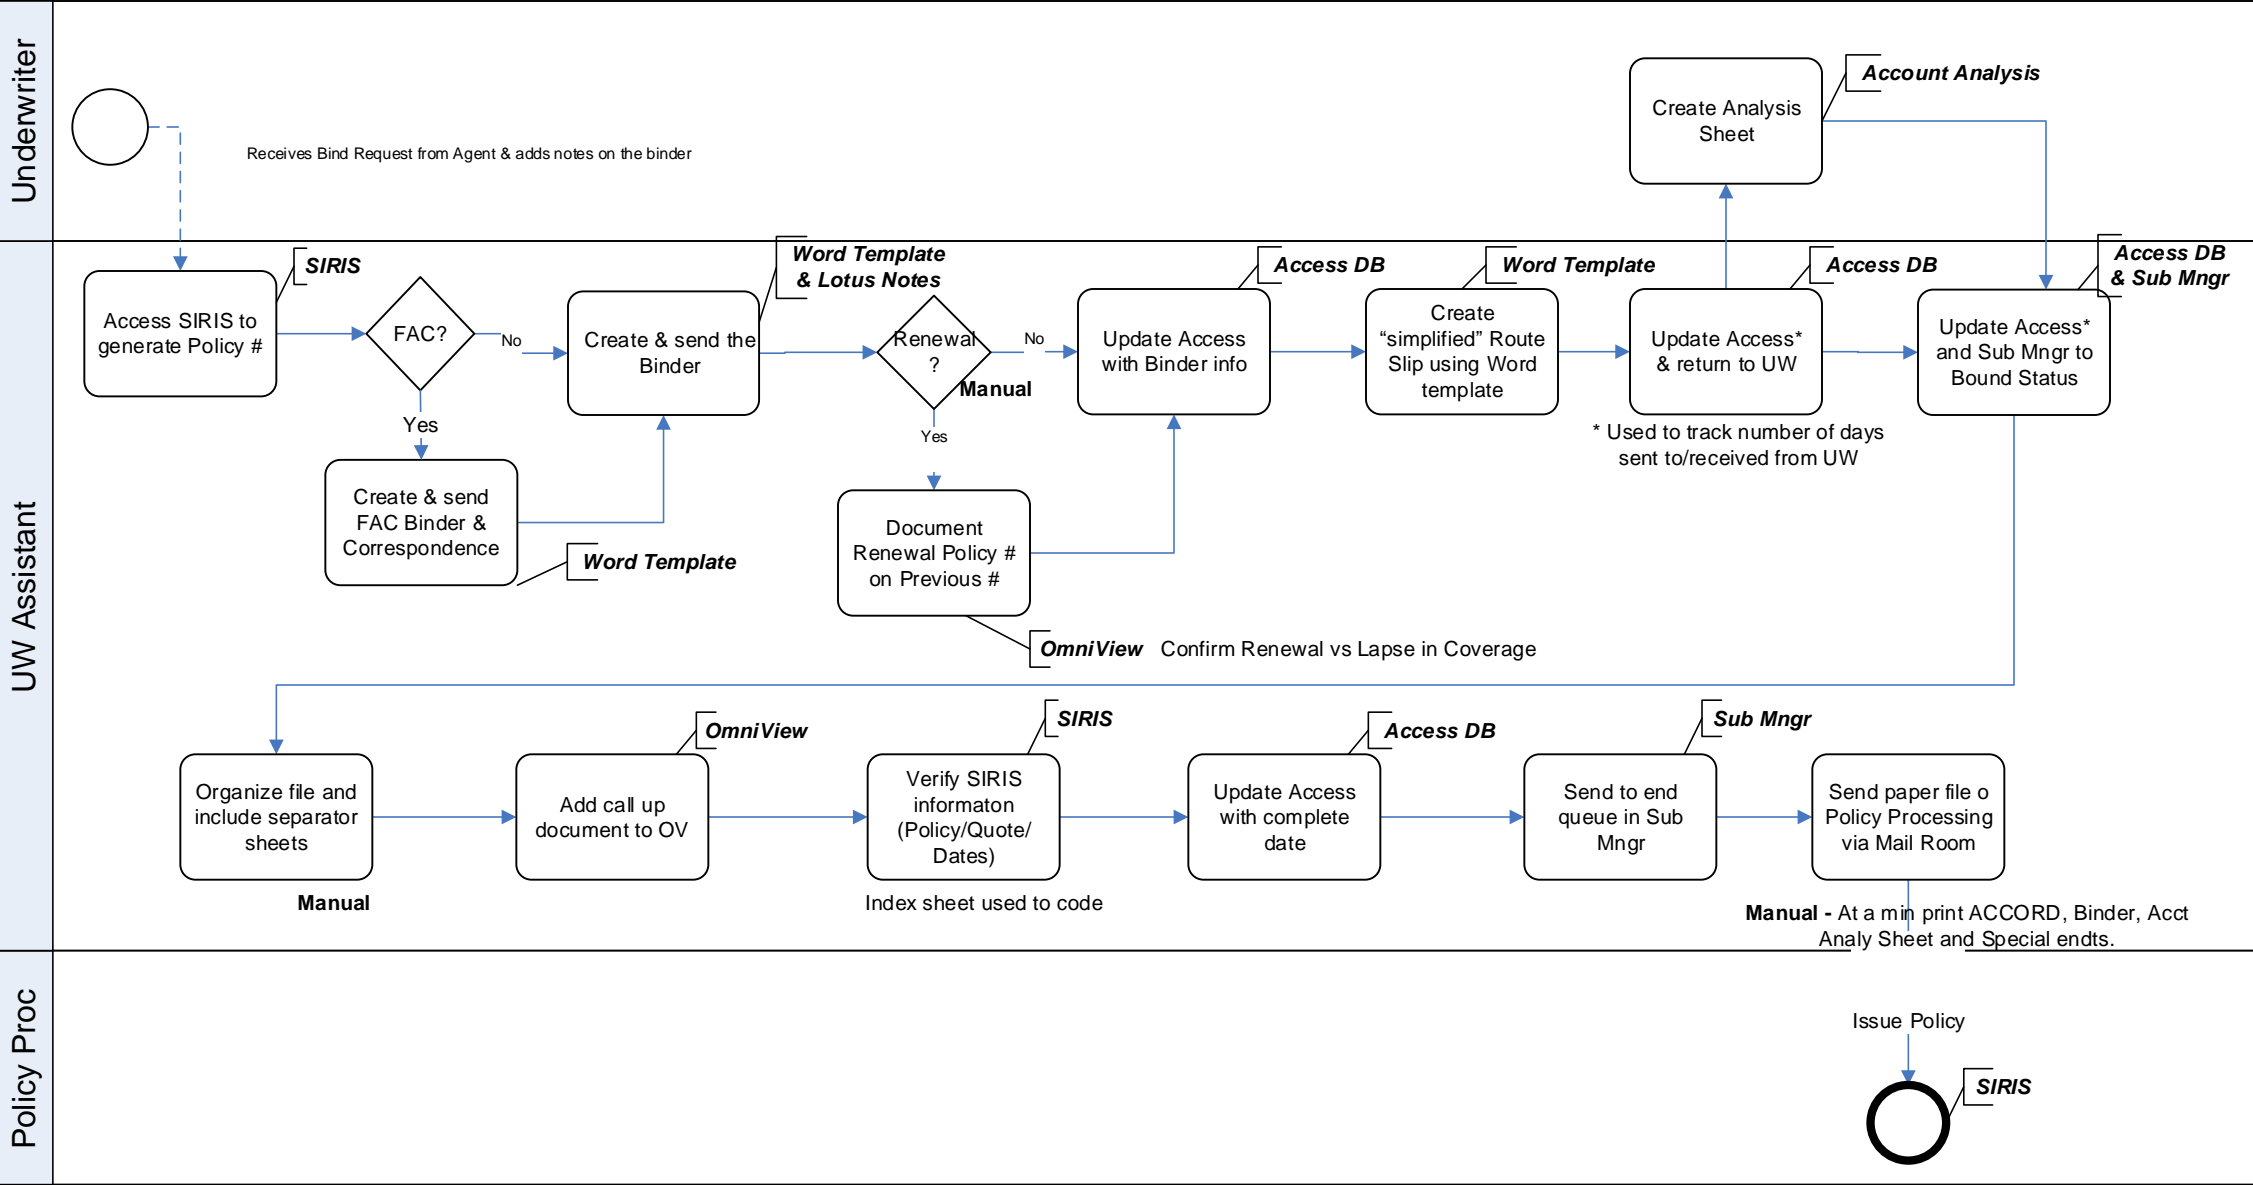 Underwriter
Receives Bind Request from Agent & adds notes on the binder
Create Analysis
Sheet
Account Analysis
UW Assistant
Access SIRIS to
generate Policy #
SIRIS
FAC?
No
Yes
Create & send
FAC Binder &
Correspondence
Word Template
Create & send the
Binder
Word Template
& Lotus Notes
Renewal
?
Manual
No
Yes
Document
Renewal Policy #
on Previous #
OmniView
Confirm Renewal vs Lapse in Coverage
Update Access
with Binder info
Access DB
Create
“simplified” Route
Slip using Word
template
Word Template
Update Access*
& return to UW
Access DB
* Used to track number of days
sent to/received from UW
Update Access*
and Sub Mngr to
Bound Status
Access DB
& Sub Mngr
Organize file and
include separator
sheets
Manual
Add call up
document to OV
OmniView
Verify SIRIS
informaton
(Policy/Quote/
Dates)
SIRIS
Index sheet used to code
Update Access
with complete
date
Access DB
Send to end
queue in Sub
Mngr
Sub Mngr
Send paper file o
Policy Processing
via Mail Room
Manual - At a min print ACCORD, Binder, Acct
Analy Sheet and Special endts.
Policy Proc
Issue Policy
SIRIS